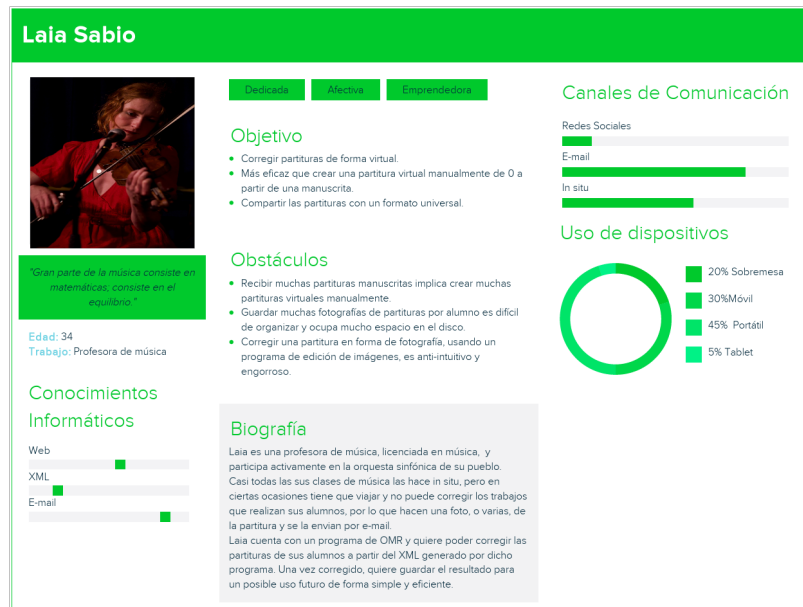 Laia Sabio
"Gran parte de la música consiste en
matemáticas; consiste en el
equilibrio."
Edad: 34
Trabajo: Profesora de música
Conocimientos
Informáticos
Web
XML
E-mail
Dedicada
Afectiva
Emprendedora
Objetivo
Corregir partituras de forma virtual.
Más eficaz que crear una partitura virtual manualmente de 0 a
partir de una manuscrita.
Compartir las partituras con un formato universal.
Obstáculos
Recibir muchas partituras manuscritas implica crear muchas
partituras virtuales manualmente.
Guardar muchas fotografías de partituras por alumno es difícil
de organizar y ocupa mucho espacio en el disco.
Corregir una partitura en forma de fotografía, usando un
programa de edición de imágenes, es anti-intuitivo y
engorroso.
Biografía
Laia es una profesora de música, licenciada en música, y
participa activamente en la orquesta sinfónica de su pueblo.
Casi todas las sus clases de música las hace in situ, pero en
ciertas ocasiones tiene que viajar y no puede corregir los trabajos
que realizan sus alumnos, por lo que hacen una foto, o varias, de
la partitura y se la envian por e-mail.
Laia cuenta con un programa de OMR y quiere poder corregir las
partituras de sus alumnos a partir del XML generado por dicho
programa. Una vez corregido, quiere guardar el resultado para
un posible uso futuro de forma simple y eficiente.
Canales de Comunicación
Redes Sociales
E-mail
In situ
Uso de dispositivos
20% Sobremesa
30%Móvil
45% Portátil
5% Tablet